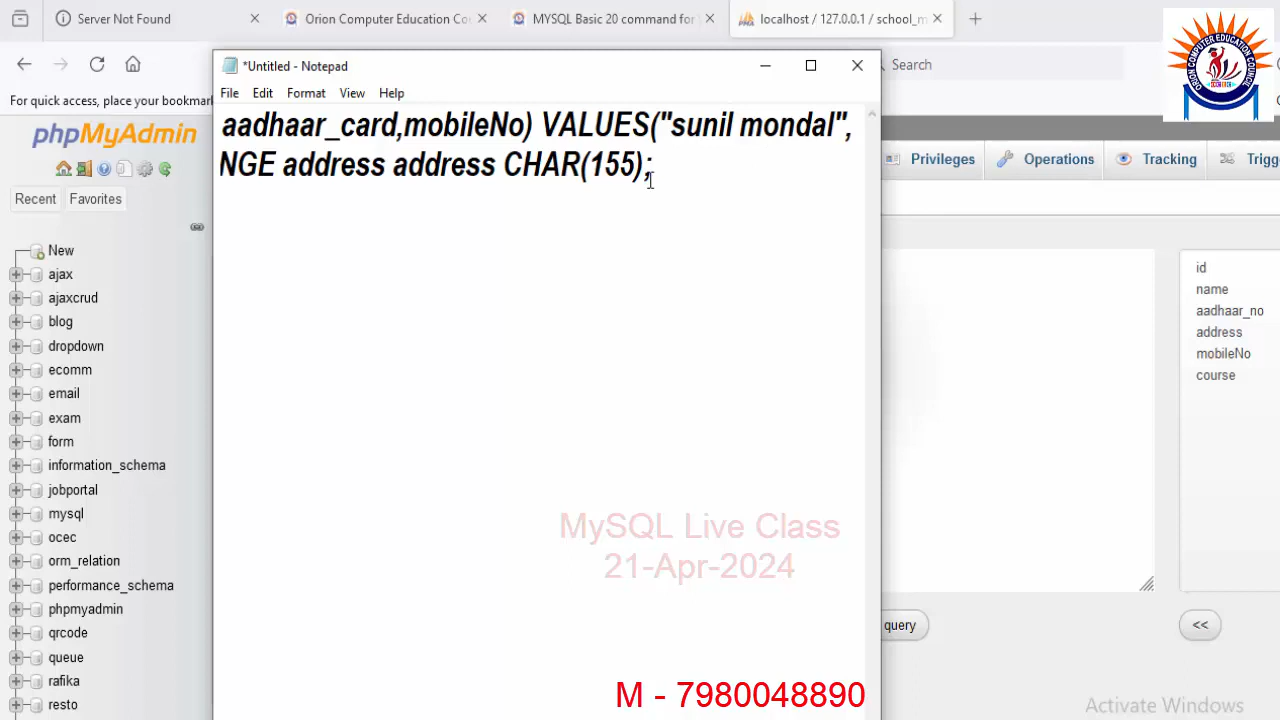 Server Not Found
Orion Computer Education Co
MYSQL Basic 20 command for
localhost / 127.0.0.1 / school_m
Search
For quick access, place your bookmar
*Untitled - Notepad
File Edit Format View Help
aadhaar_card,mobileNo) VALUES("sunil mondal",
NGE address address CHAR(155);
phpMyAdmin
Recent Favorites
New
ajax
ajaxcrud
blog
dropdown
ecomm
email
exam
form
information_schema
jobportal
mysql
ocec
orm_relation
performance_schema
phpmyadmin
qrcode
queue
rafika
resto
Privileges Operations Tracking Trigg
id
name
aadhaar_no
address
mobileNo
course
query
<<
MySQL Live Class
21-Apr-2024
M - 7980048890
Activate Windows
ORION COMPUTER EDUCATION COUNCIL